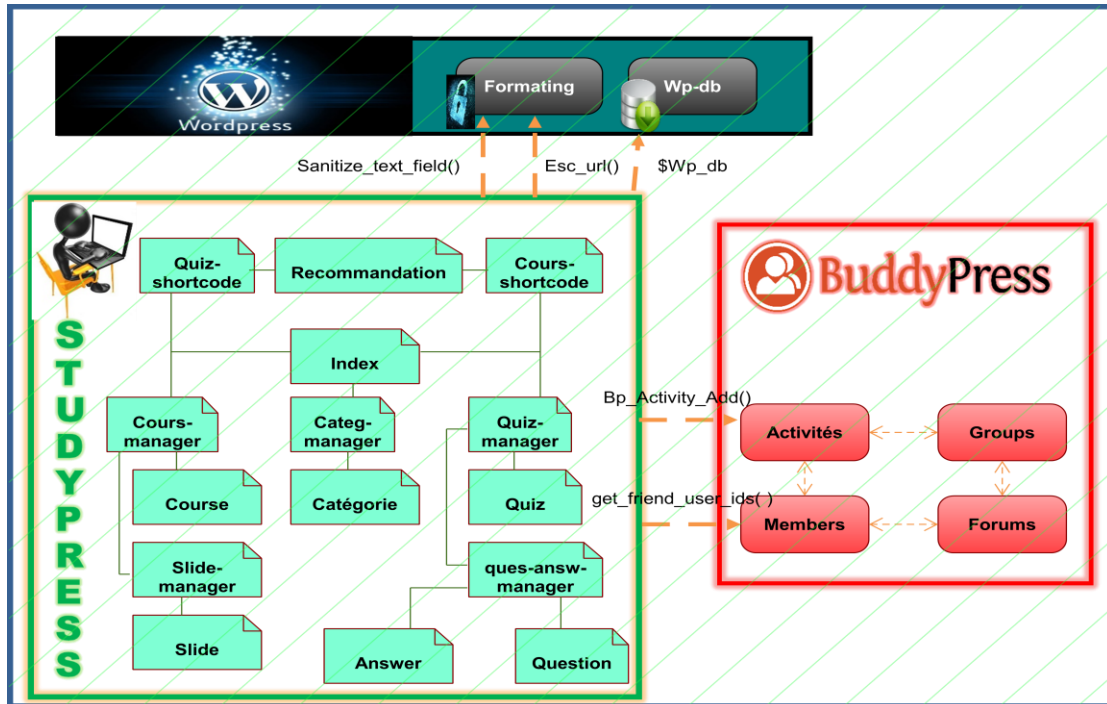 Wordpress
Formating
Wp-db
Sanitize_text_field()
Esc_url()
$Wp_db
STUDYPRESS
Quiz-
shortcode
Recommandation
Cours-
shortcode
Index
Cours-
manager
Categ-
manager
Quiz-
manager
Course
Catégorie
Quiz
Slide-
manager
ques-answ-
manager
Slide
Answer
Question
Bp_Activity_Add()
get_friend_user_ids( )
BuddyPress
Activités
Groups
Members
Forums